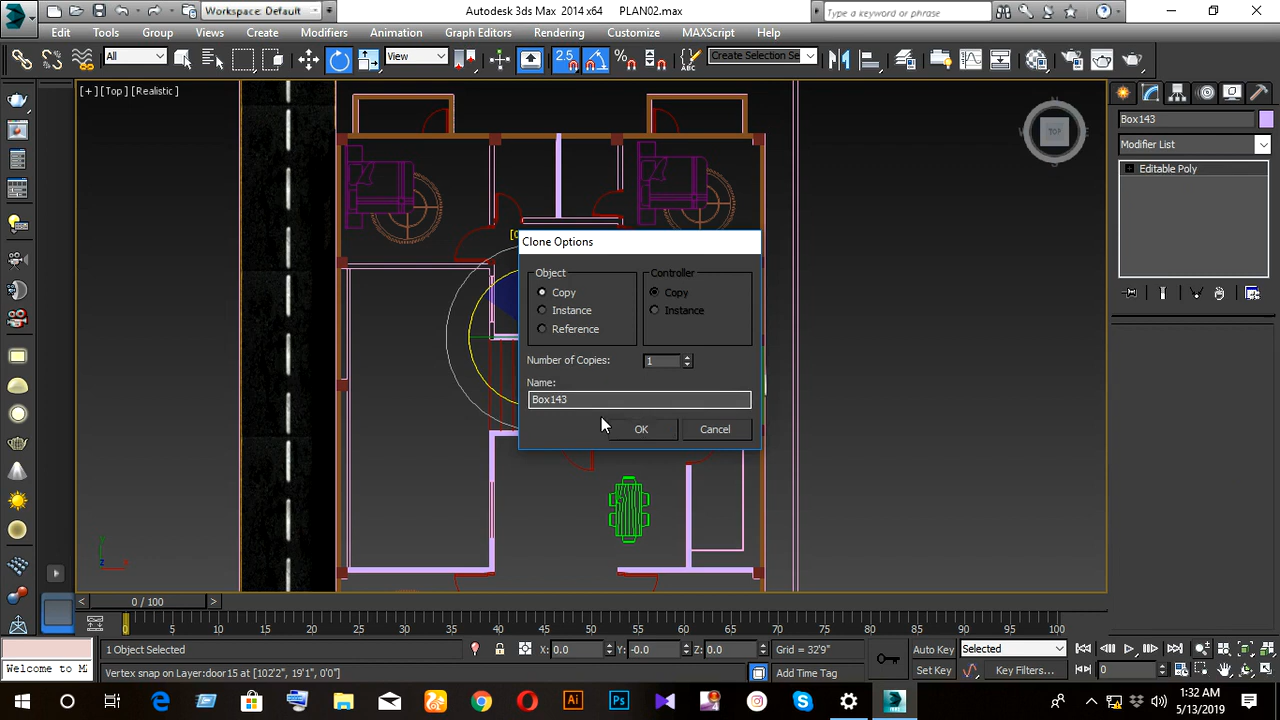 Workspace: Default
Autodesk 3ds Max 2014 x64 PLAN02.max
Type a keyword or phrase
Edit Tools Group Views Create Modifiers Animation Graph Editors Rendering Customize MAXScript Help
All
View
2.5
Create Selection Se
[ + ] [Top ] [Realistic ]
TOP
Box143
Modifier List
Editable Poly
Clone Options
Object
Copy
Instance
Reference
Controller
Copy
Instance
Number of Copies: 1
Name:
Box143
OK Cancel
0 / 100
0 5 10 15 20 25 30 35 40 45 50 55 60 65 70 75 80 85 90 95 100
1 Object Selected
X: 0.0 Y: -0.0 Z: 0.0 Grid = 32'9"
Auto Key Selected
Welcome to M
Vertex snap on Layer:door15 at [102'2", 19'1", 0'0"]
Add Time Tag
Set Key Key Filters...
0
Ai Ps
1:32 AM
5/13/2019